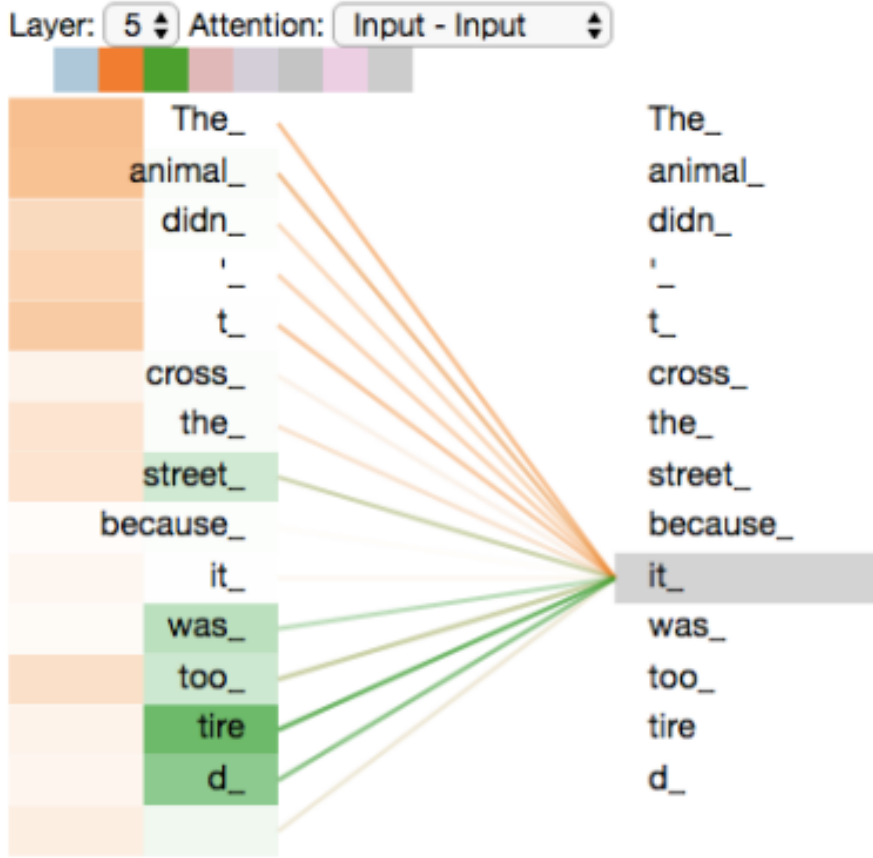 Layer: 5 Attention: Input - Input
The_ The_
animal_ animal_
didn_ didn_
'_ '_
t_ t_
cross_ cross_
the_ the_
street_ street_
because_ because_
it_ it_
was_ was_
too_ too_
tire tire
d_ d_